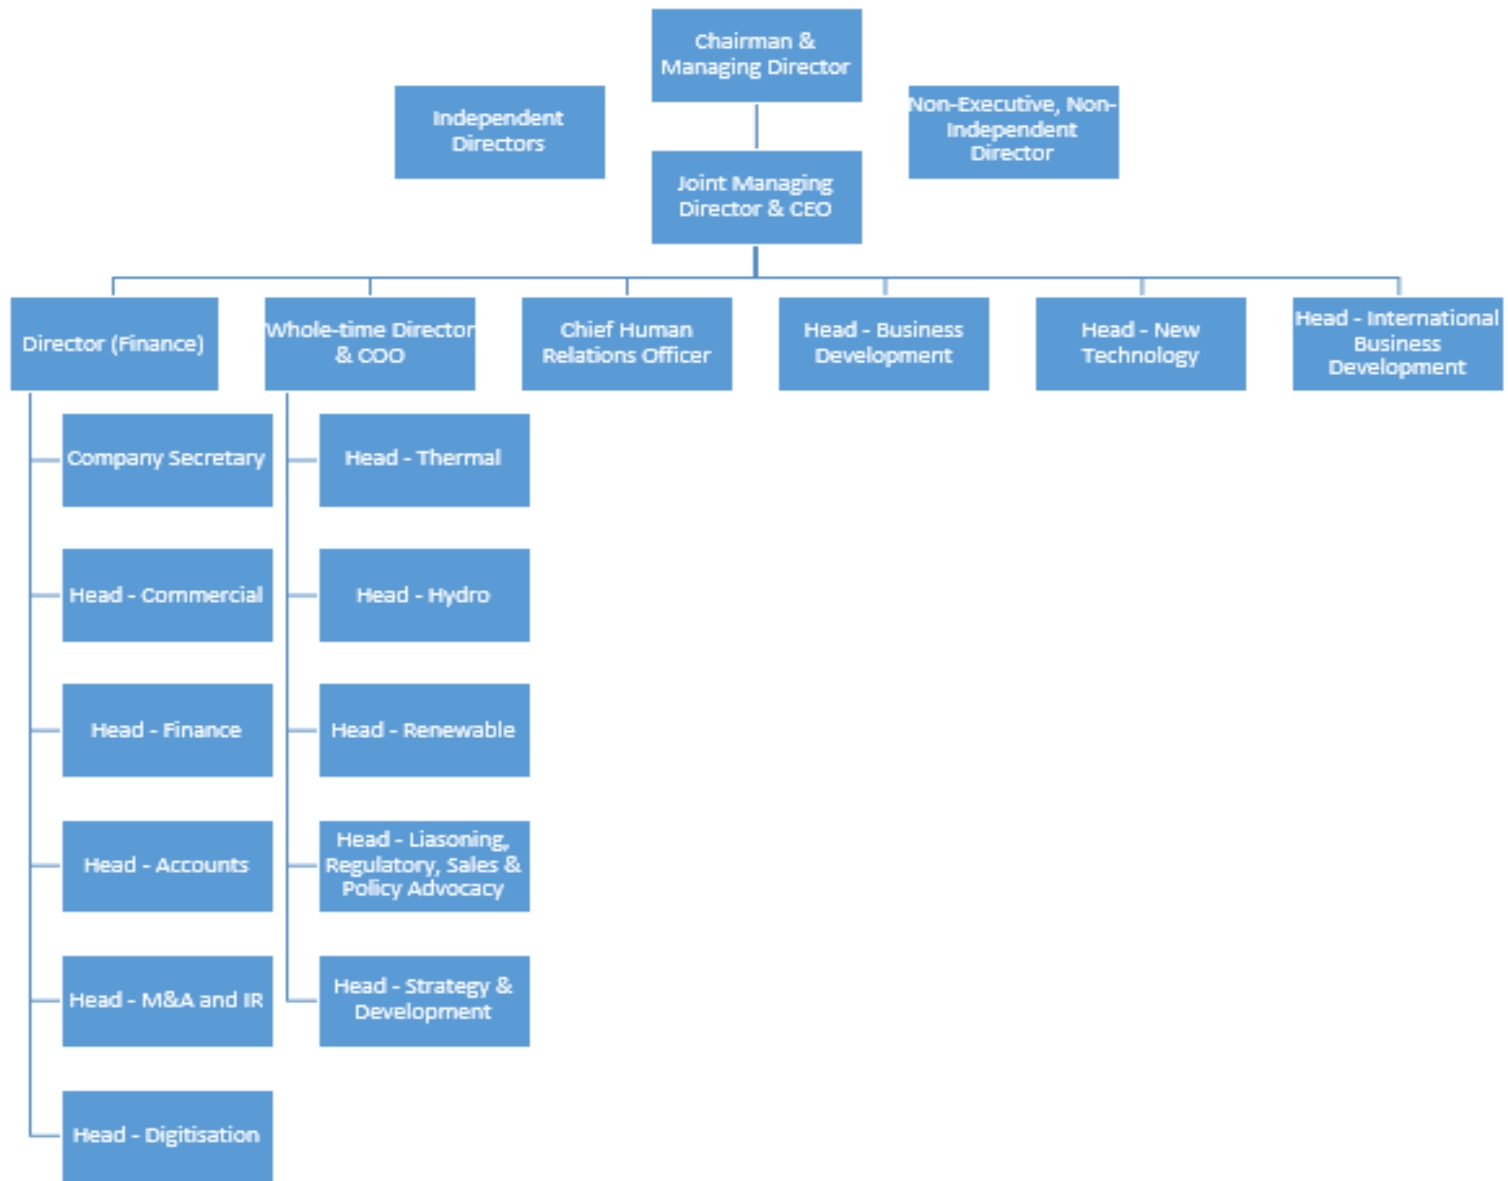 Chairman &
Managing Director
Independent
Directors
Non-Executive, Non-
Independent
Director
Joint Managing
Director & CEO
Director (Finance)
Whole-time Director
& COO
Chief Human
Relations Officer
Head - Business
Development
Head - New
Technology
Head - International
Business
Development
Company Secretary
Head - Commercial
Head - Finance
Head - Accounts
Head - M&A and IR
Head - Digitisation
Head - Thermal
Head - Hydro
Head - Renewable
Head - Liasoning,
Regulatory, Sales &
Policy Advocacy
Head - Strategy &
Development